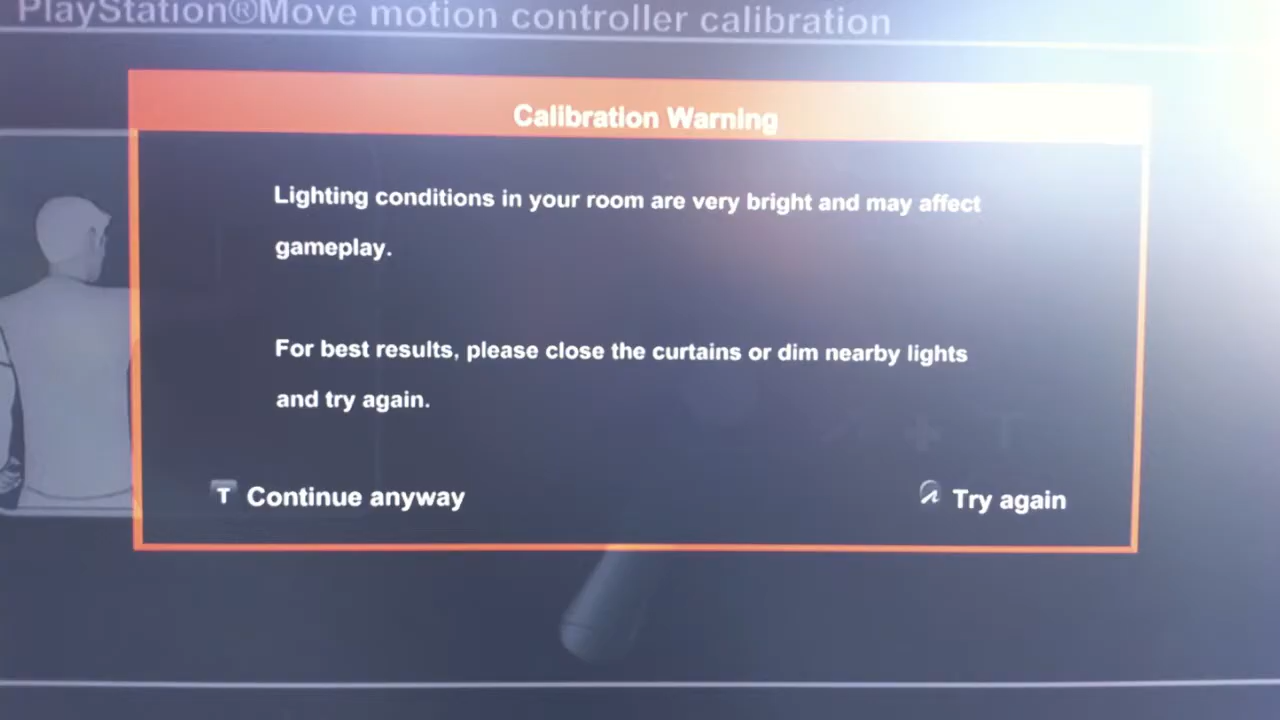 PlayStation®Move motion controller calibration
Calibration Warning
Lighting conditions in your room are very bright and may affect
gameplay.
For best results, please close the curtains or dim nearby lights
and try again.
T Continue anyway
Try again